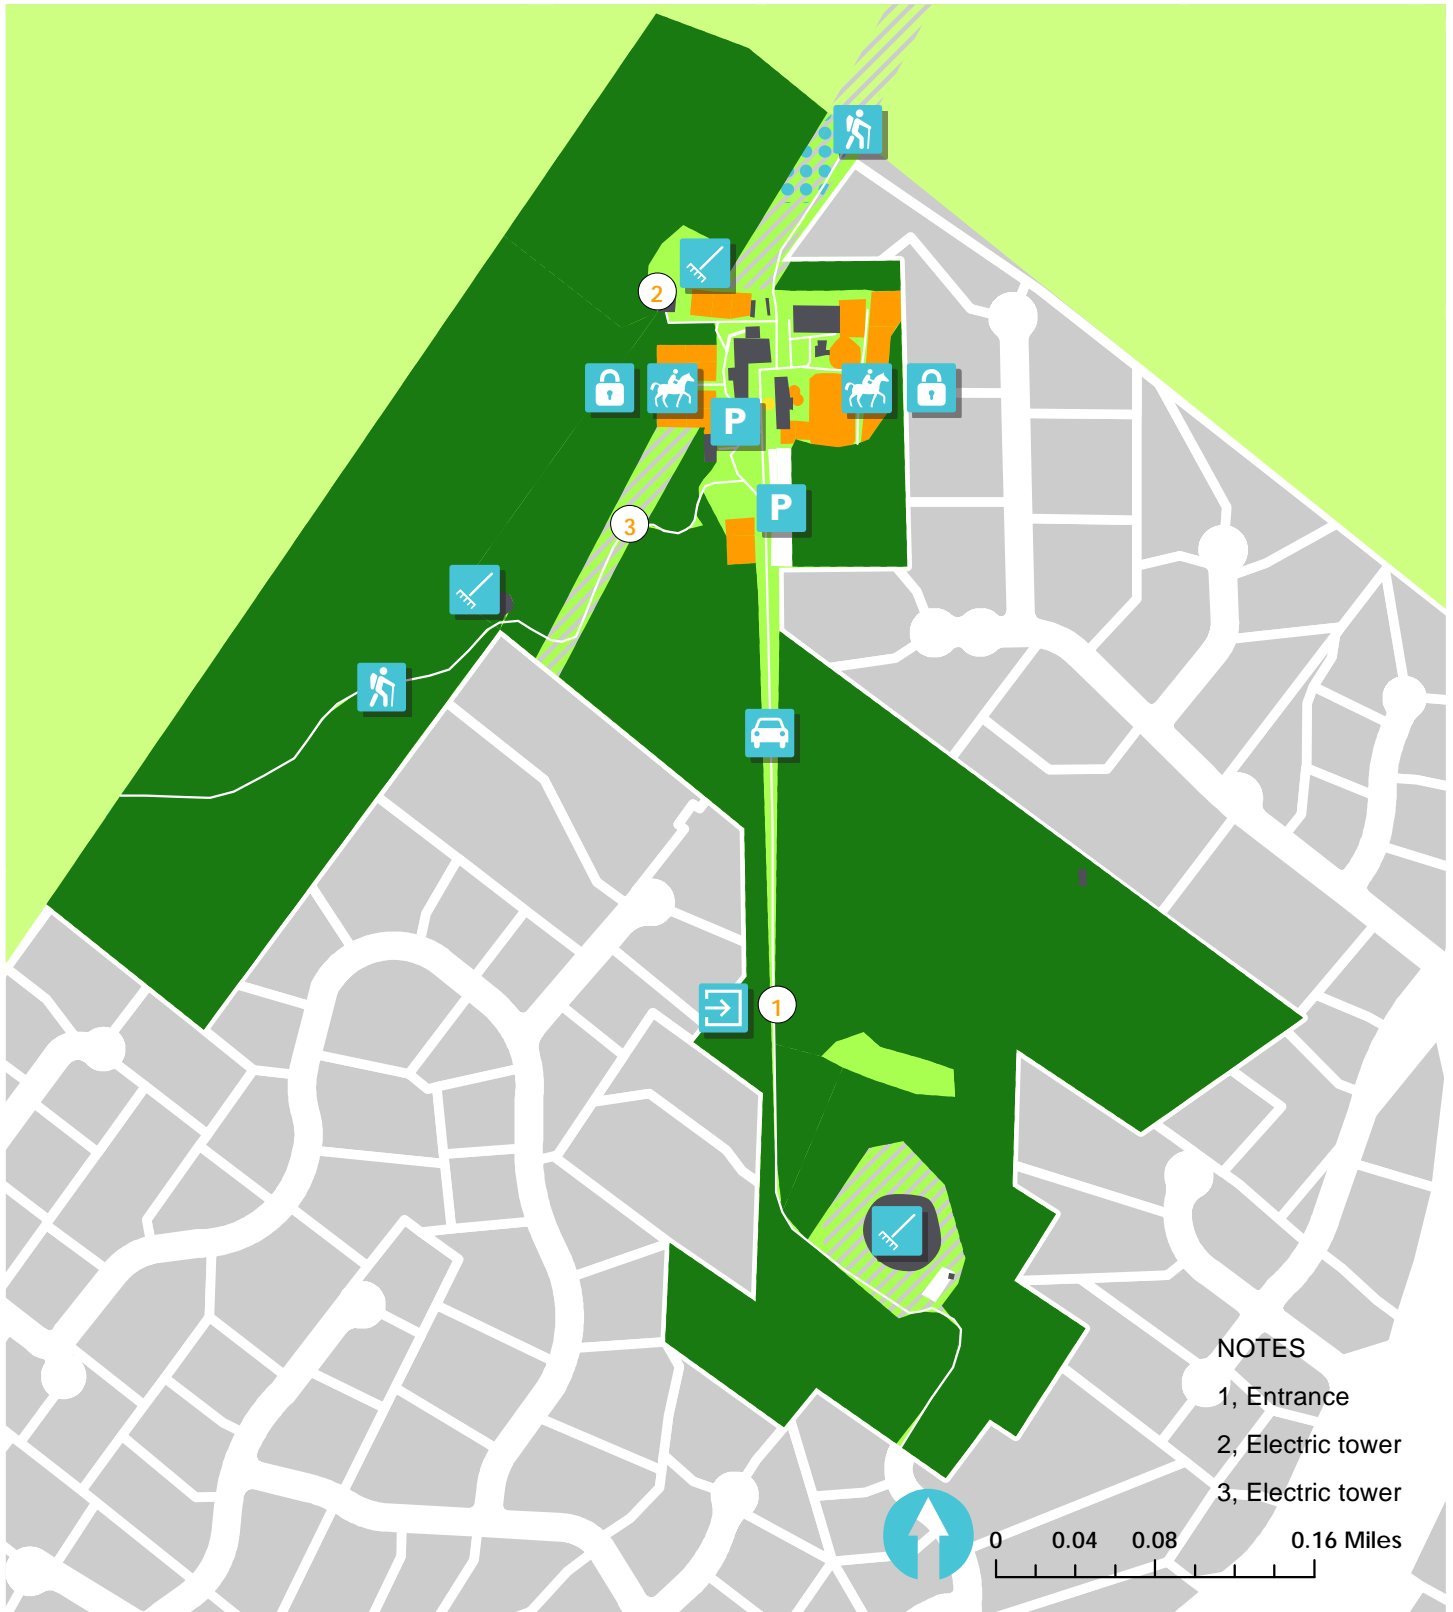 2
P
P
3
1
NOTES
1, Entrance
2, Electric tower
3, Electric tower
0 0.04 0.08 0.16 Miles